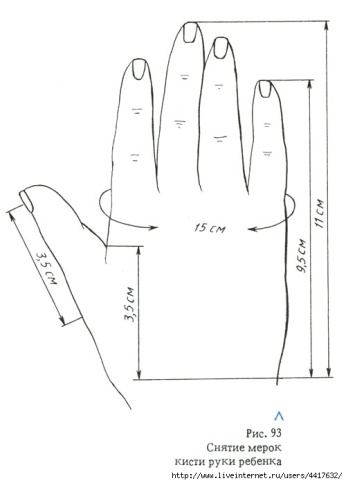 15 см
11 см
9,5 см
3,5 см
3,5 см
Рис. 93
Снятие мерок
кисти руки ребенка
http://www.liveinternet.ru/users/4417632/